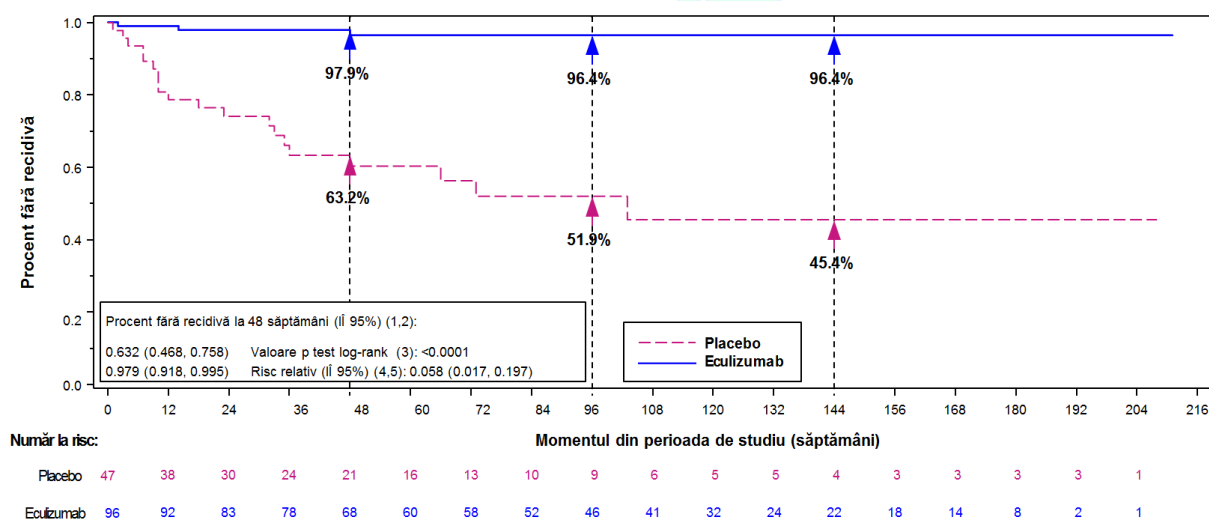 Procent fără recidivă
1.0
0.8
0.6
0.4
0.2
0.0
97.9%
96.4%
96.4%
63.2%
51.9%
45.4%
Procent fără recidivă la 48 săptămâni (IÎ 95%) (1,2):
0.632 (0.468, 0.758) Valoare p test log-rank (3): <0.0001
0.979 (0.918, 0.995) Risc relativ (IÎ 95%) (4,5): 0.058 (0.017, 0.197)
Placebo
Eculizumab
0 12 24 36 48 60 72 84 96 108 120 132 144 156 168 180 192 204 216
Număr la risc:
Momentul din perioada de studiu (săptămâni)
Placebo 47 38 30 24 21 16 13 10 9 6 5 5 4 3 3 3 3 1
Eculizumab 96 92 83 78 68 60 58 52 46 41 32 24 22 18 14 8 2 1